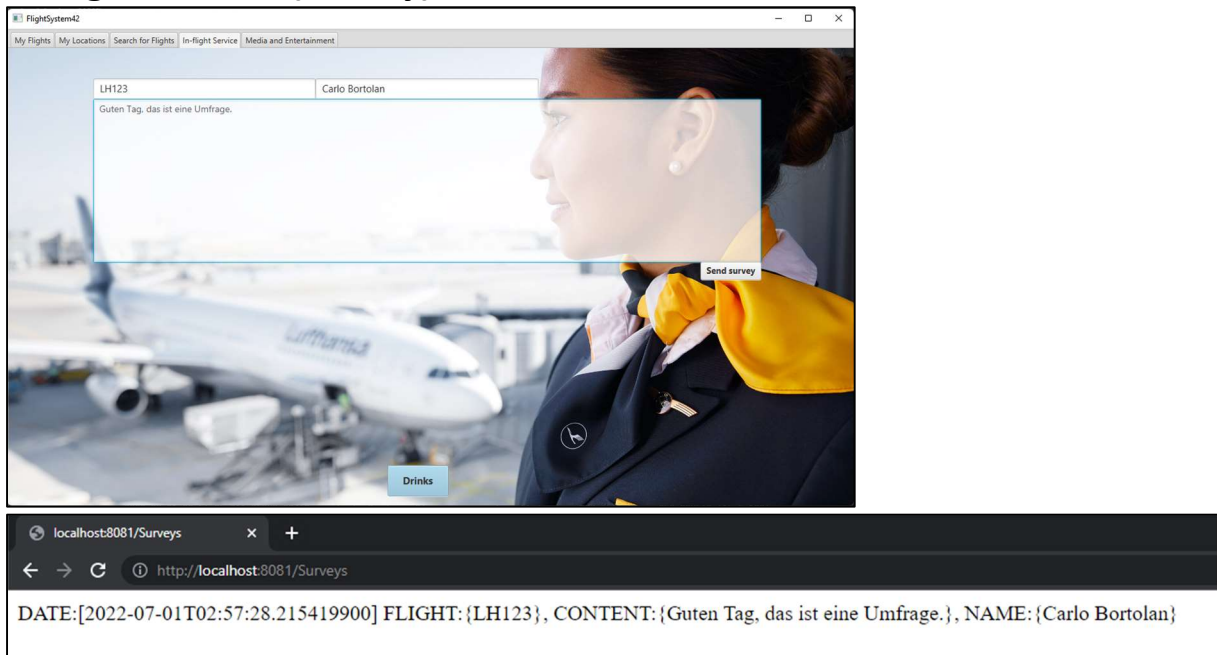 FlightSystem42
My Flights My Locations Search for Flights In-flight Service Media and Entertainment
LH123 Carlo Bortolan
Guten Tag, das ist eine Umfrage.
Send survey
Lufthansa
Drinks
localhost:8081/Surveys
http://localhost:8081/Surveys
DATE:[2022-07-01T02:57:28.215419900] FLIGHT:{LH123}, CONTENT:{Guten Tag, das ist eine Umfrage.}, NAME:{Carlo Bortolan}